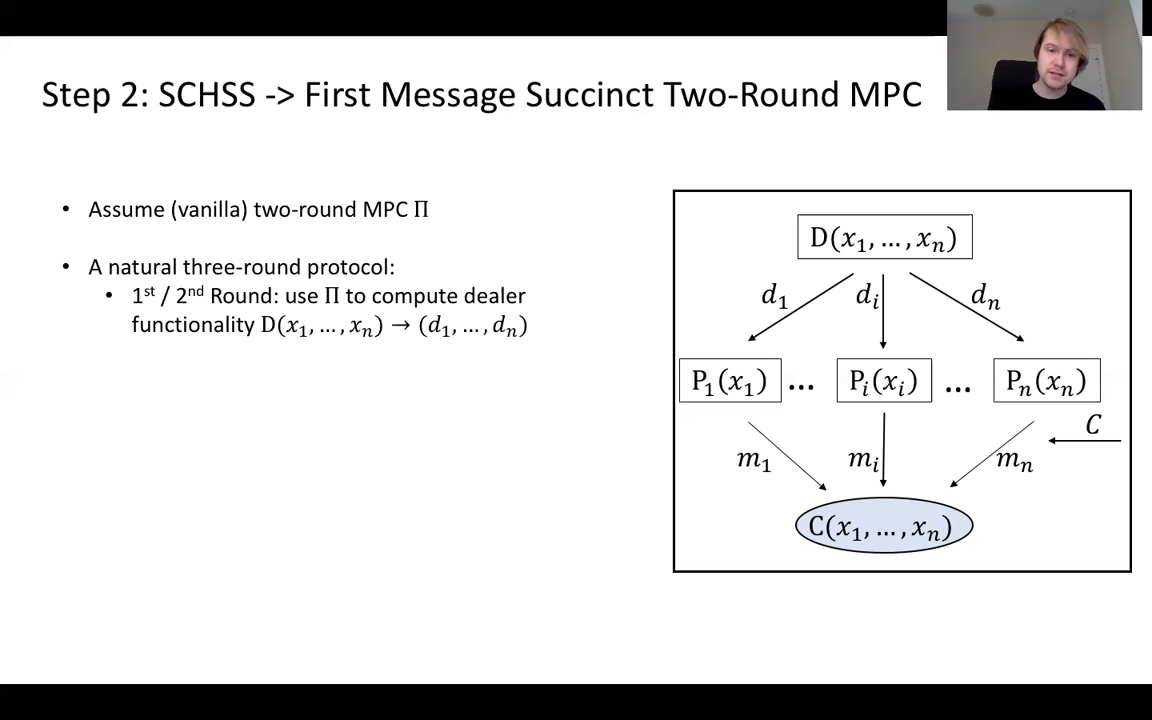 Step 2: SCHSS -> First Message Succinct Two-Round MPC
• Assume (vanilla) two-round MPC Π
• A natural three-round protocol:
• 1st / 2nd Round: use Π to compute dealer
functionality D(x₁, …, xₙ) → (d₁, …, dₙ)
D(x₁, …, xₙ)
d₁ dᵢ dₙ
P₁(x₁) … Pᵢ(xᵢ) … Pₙ(xₙ)
C
m₁ mᵢ mₙ
C(x₁, …, xₙ)